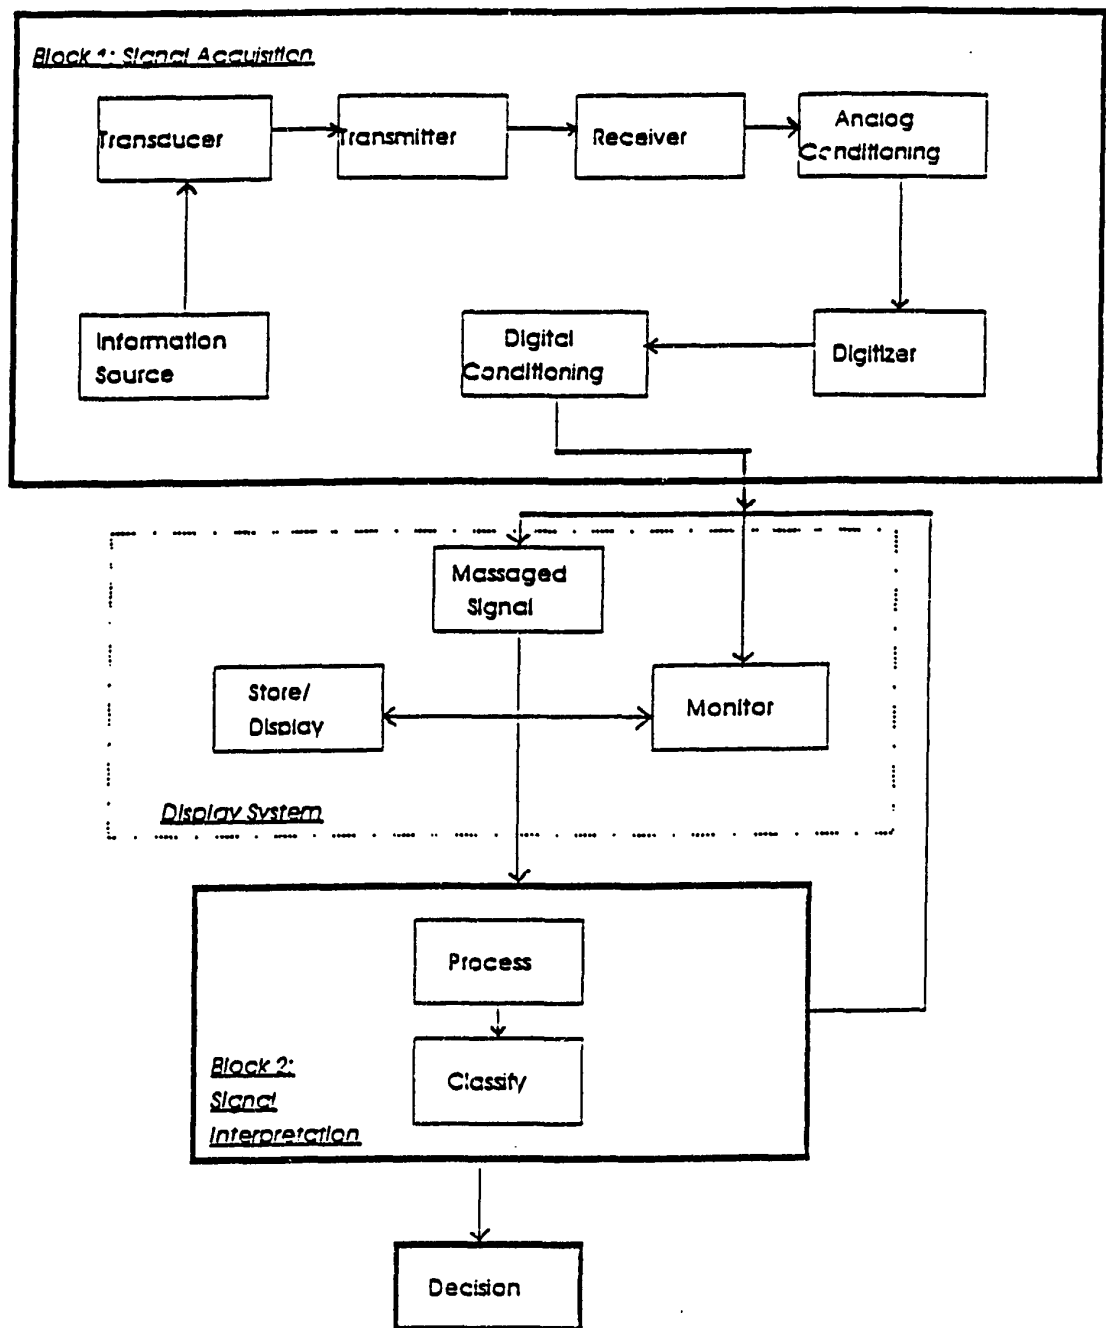 Block 1: Signal Acquisition
Transducer
Transmitter
Receiver
Analog
Conditioning
Information
Source
Digital
Conditioning
Digitizer
Massaged
Signal
Store/
Display
Monitor
Display System
Process
Classify
Block 2:
Signal
Interpretation
Decision